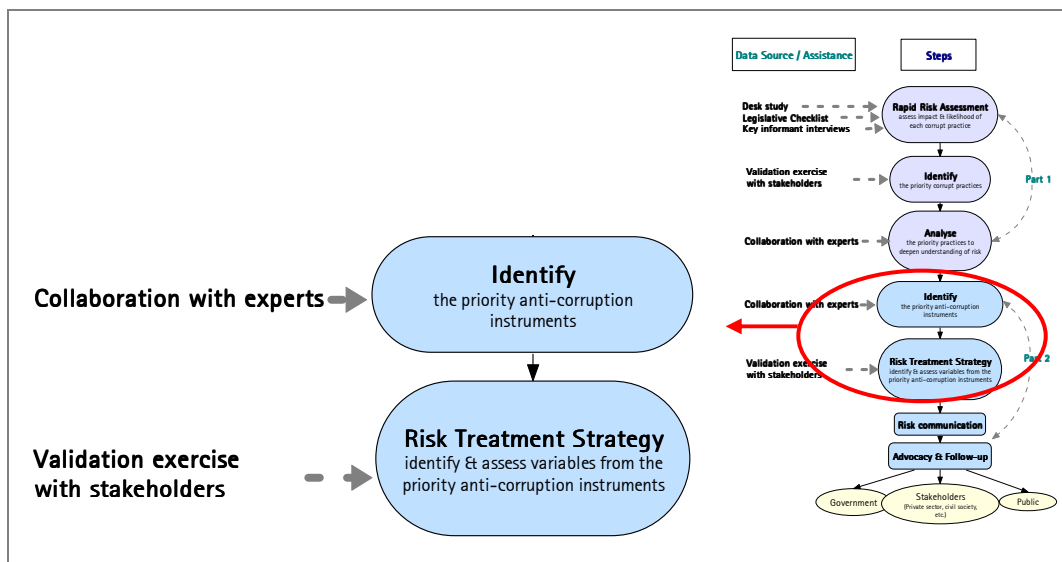 Collaboration with experts
Identify
the priority anti-corruption
instruments
Validation exercise
with stakeholders
Risk Treatment Strategy
identify & assess variables from the
priority anti-corruption instruments
Data Source / Assistance
Steps
Desk study
Legislative Checklist
Key informant interviews
Rapid Risk Assessment
assess impact & likelihood of
each corrupt practice
Validation exercise
with stakeholders
Identify
the priority corrupt practices
Part 1
Collaboration with experts
Analyse
the priority practices to
deepen understanding of risk
Collaboration with experts
Identify
the priority anti-corruption
instruments
Part 2
Validation exercise
with stakeholders
Risk Treatment Strategy
identify & assess variables from the
priority anti-corruption instruments
Risk communication
Advocacy & Follow-up
Government
Stakeholders
(Private sector, civil society,
etc.)
Public